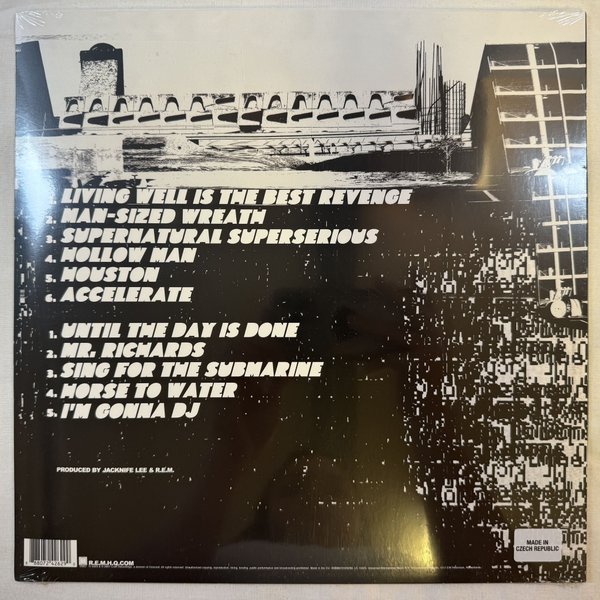 1. LIVING WELL IS THE BEST REVENGE
2. MAN-SIZED WREATH
3. SUPERNATURAL SUPERSERIOUS
4. HOLLOW MAN
5. HOUSTON
6. ACCELERATE
1. UNTIL THE DAY IS DONE
2. MR. RICHARDS
3. SING FOR THE SUBMARINE
4. HORSE TO WATER
5. I'M GONNA DJ
PRODUCED BY JACKNIFE LEE & R.E.M.
R.E.M.H.Q.COM
MADE IN
CZECH REPUBLIC